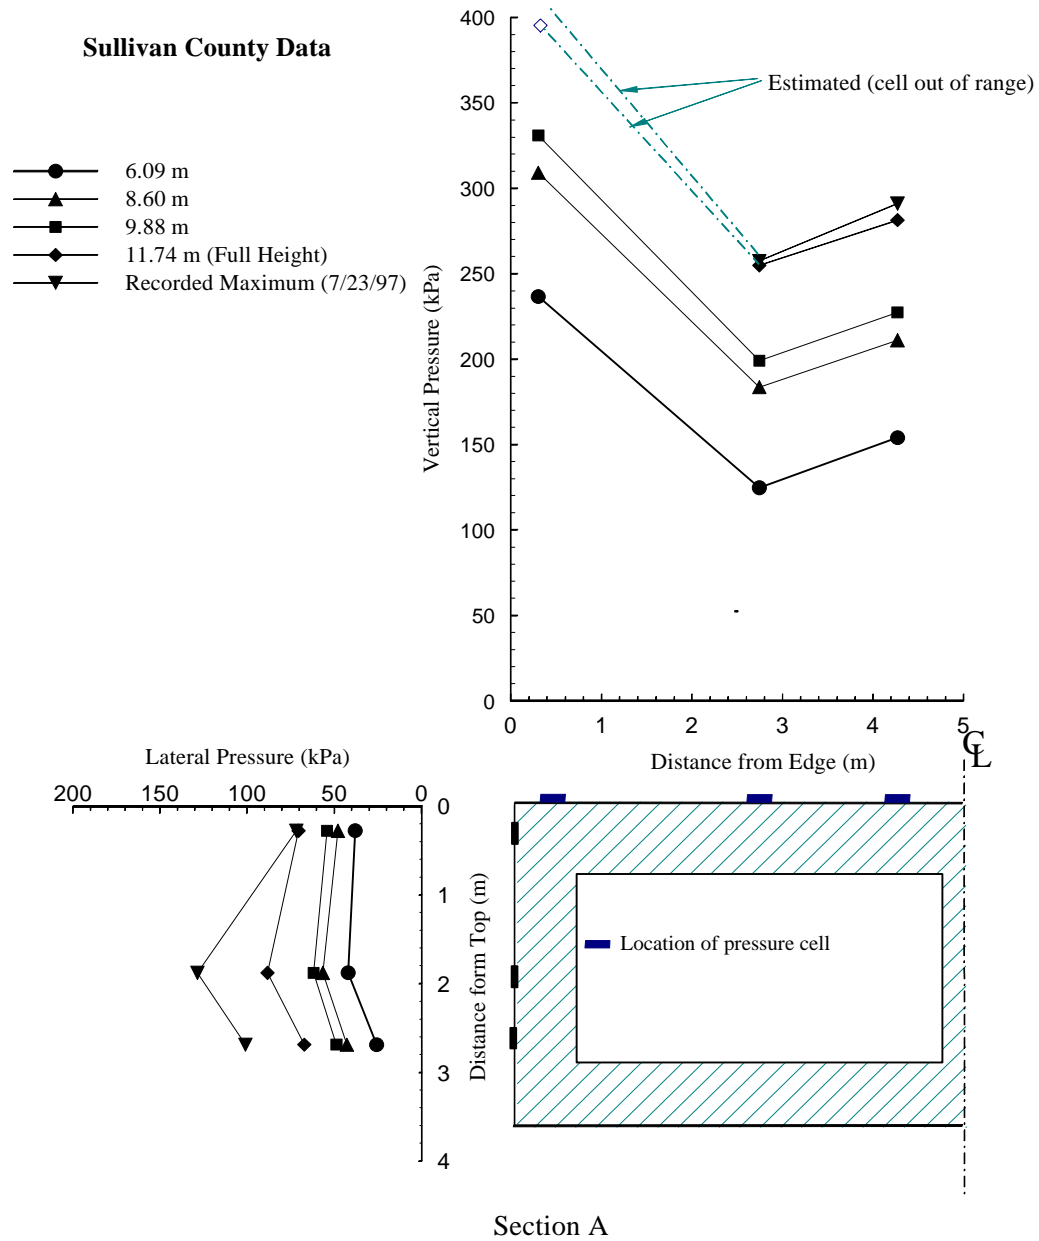 Sullivan County Data
6.09 m
8.60 m
9.88 m
11.74 m (Full Height)
Recorded Maximum (7/23/97)
400
350
300
250
200
150
100
50
0
Vertical Pressure (kPa)
Estimated (cell out of range)
0 1 2 3 4 5
Distance from Edge (m)
CL
Lateral Pressure (kPa)
200 150 100 50 0
0
1
2
3
4
Distance form Top (m)
Location of pressure cell
Section A